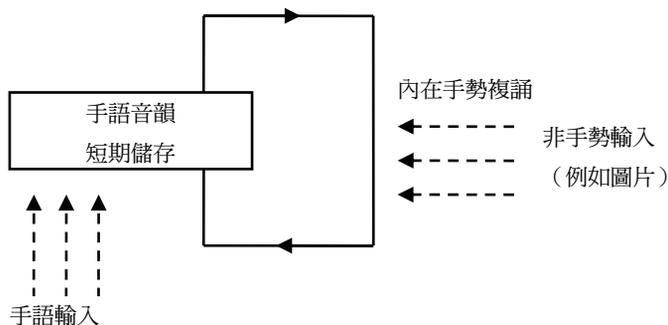 手語音韻
短期儲存
內在手勢複誦
非手勢輸入
（例如圖片）
手語輸入